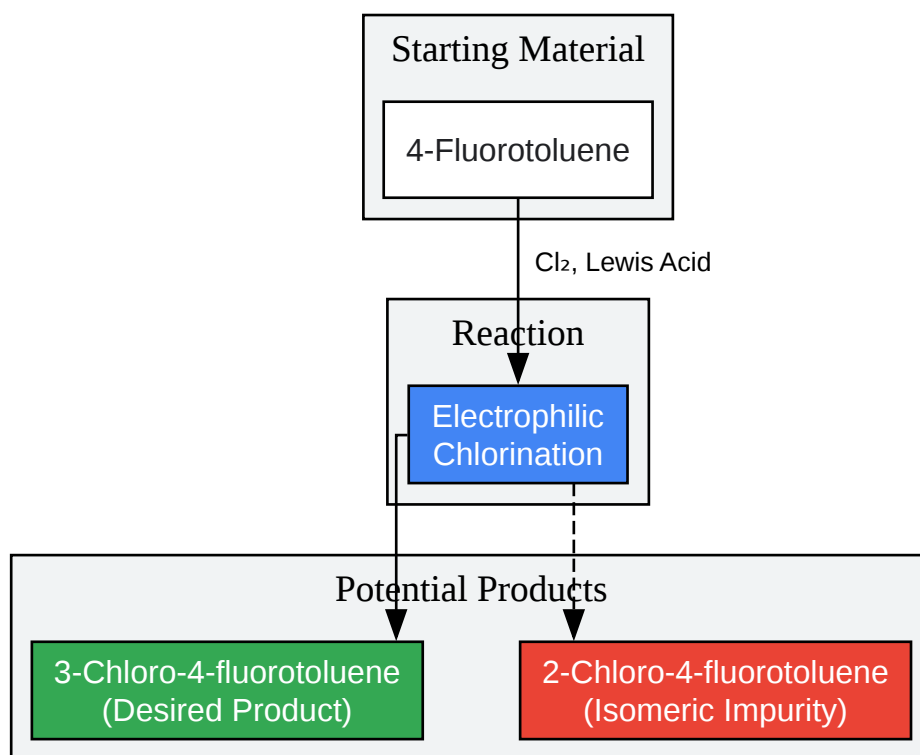 Starting Material
4-Fluorotoluene
Cl₂, Lewis Acid
Reaction
Electrophilic
Chlorination
Potential Products
3-Chloro-4-fluorotoluene
(Desired Product)
2-Chloro-4-fluorotoluene
(Isomeric Impurity)